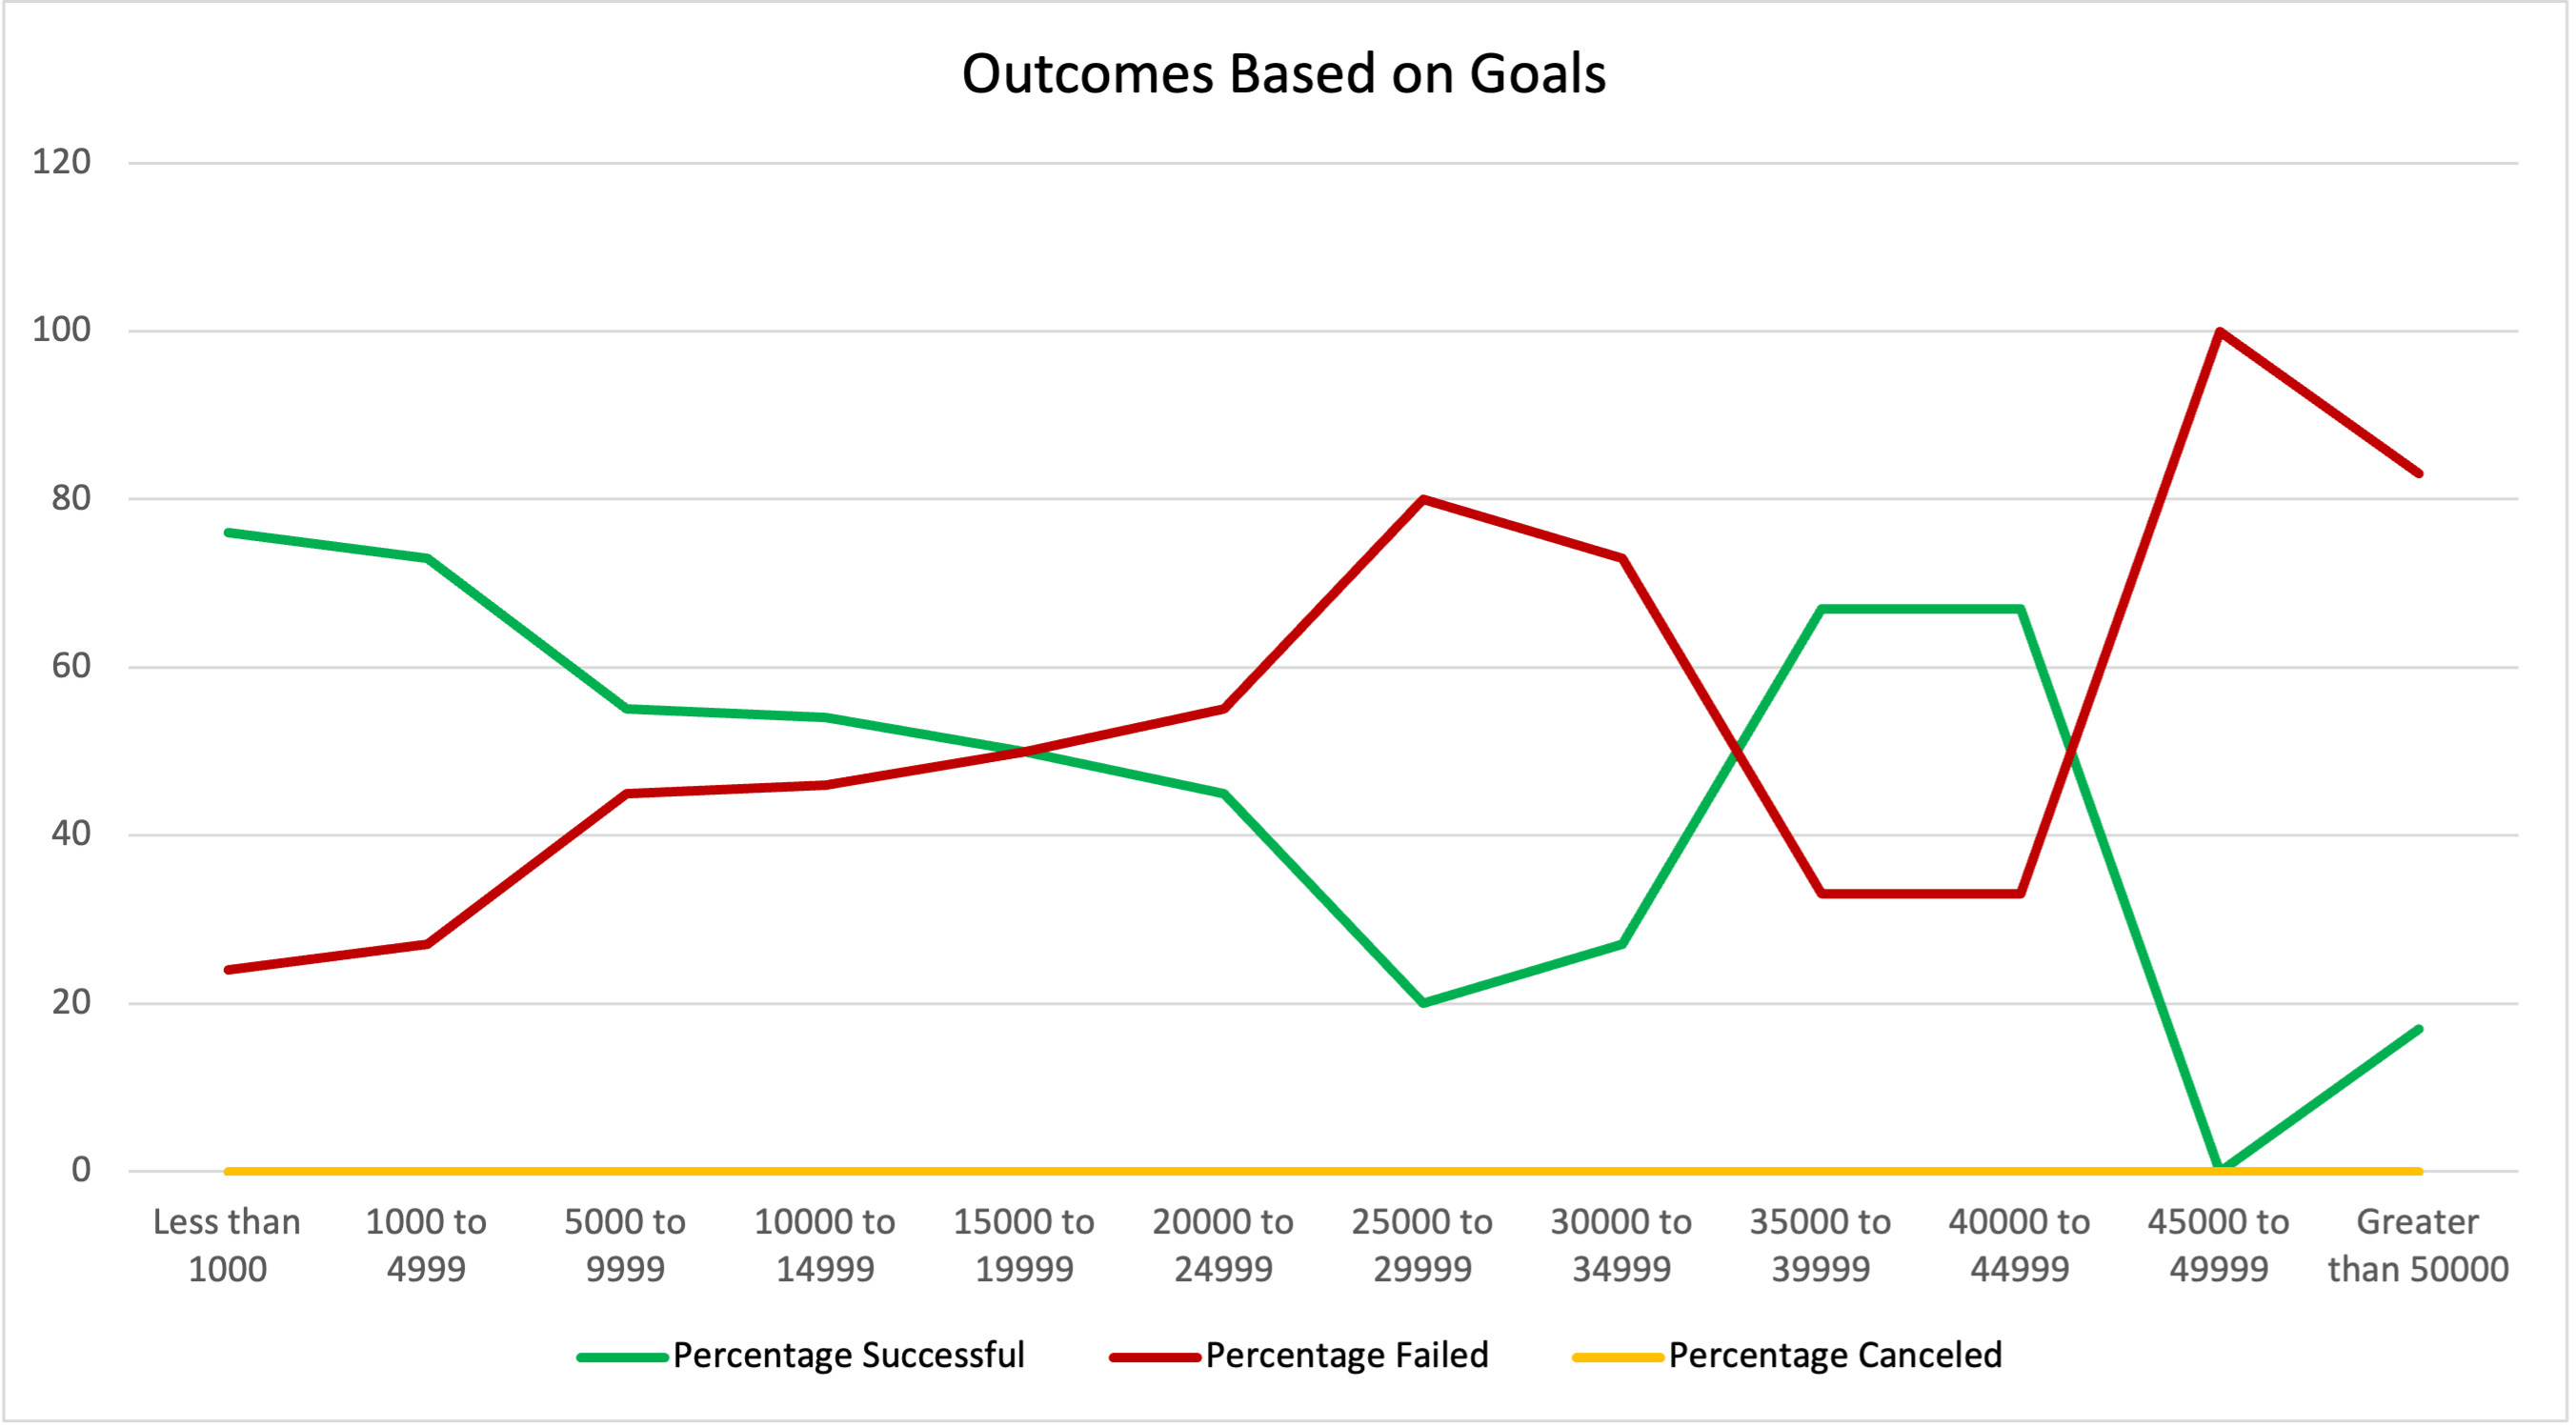 Outcomes Based on Goals
120
100
80
60
40
20
0
Less than 1000 to 5000 to 10000 to 15000 to 20000 to 25000 to 30000 to 35000 to 40000 to 45000 to Greater
1000 4999 9999 14999 19999 24999 29999 34999 39999 44999 49999 than 50000
Percentage Successful Percentage Failed Percentage Canceled